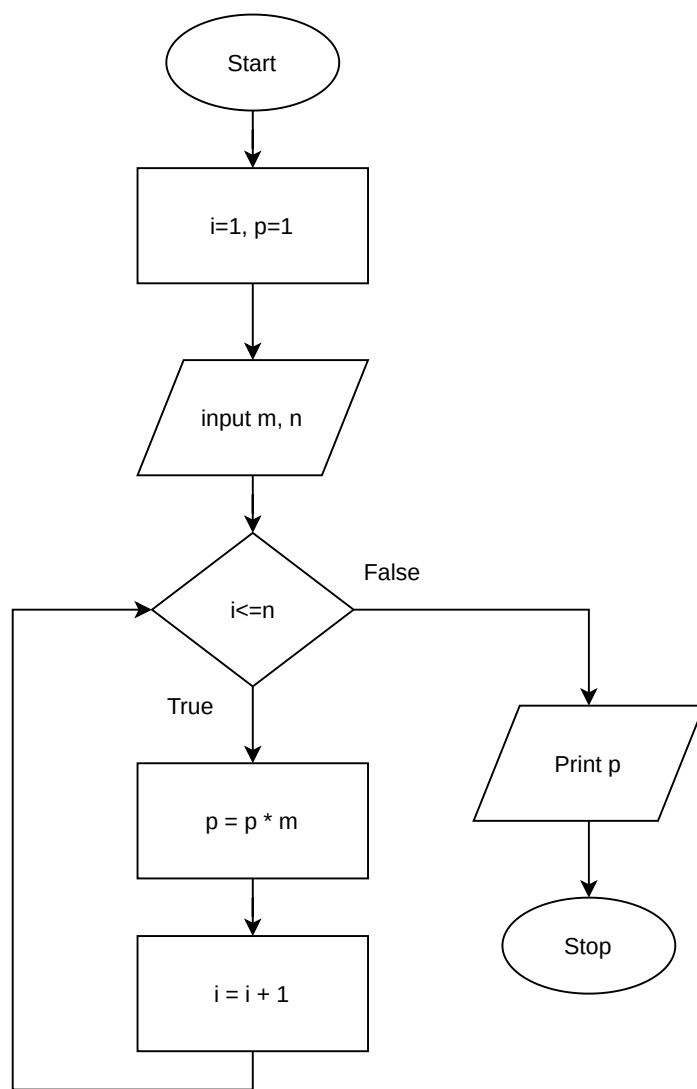 Start
i=1, p=1
input m, n
i<=n
False
True
p = p * m
Print p
i = i + 1
Stop